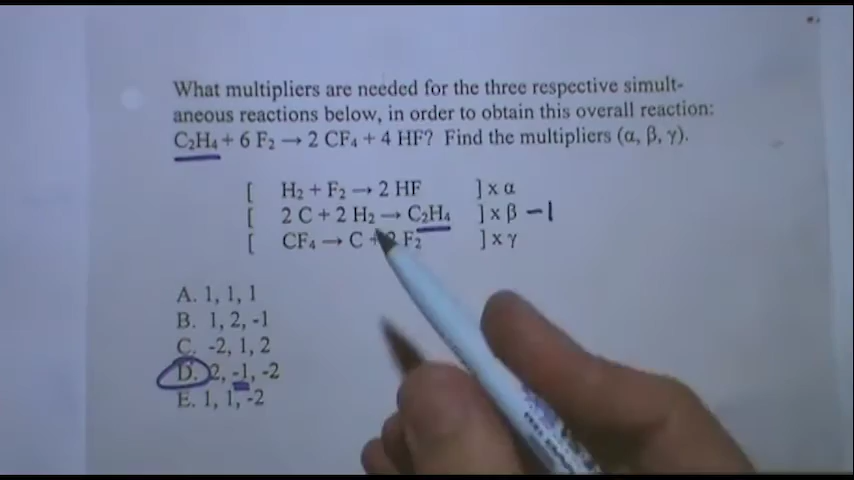 What multipliers are needed for the three respective simult-
aneous reactions below, in order to obtain this overall reaction:
C₂H₄ + 6 F₂ → 2 CF₄ + 4 HF? Find the multipliers (α, β, γ).
[ H₂ + F₂ → 2 HF ] x α
[ 2 C + 2 H₂ → C₂H₄ ] x β -1
[ CF₄ → C + 2 F₂ ] x γ
A. 1, 1, 1
B. 1, 2, -1
C. -2, 1, 2
D. 2, -1, -2
E. 1, 1, -2